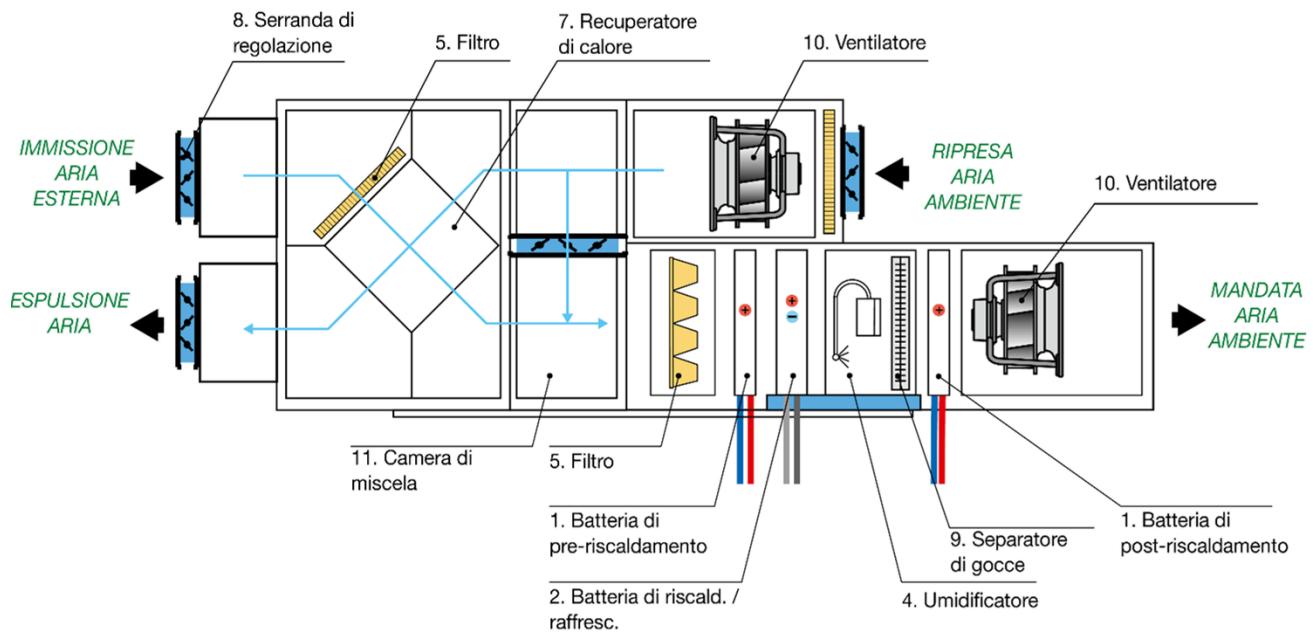 8. Serranda di
regolazione
5. Filtro
7. Recuperatore
di calore
10. Ventilatore
IMMISSIONE
ARIA
ESTERNA
RIPRESA
ARIA
AMBIENTE
10. Ventilatore
ESPULSIONE
ARIA
MANDATA
ARIA
AMBIENTE
11. Camera di
miscela
5. Filtro
1. Batteria di
pre-riscaldamento
2. Batteria di riscald. /
raffresc.
9. Separatore
di gocce
4. Umidificatore
1. Batteria di
post-riscaldamento